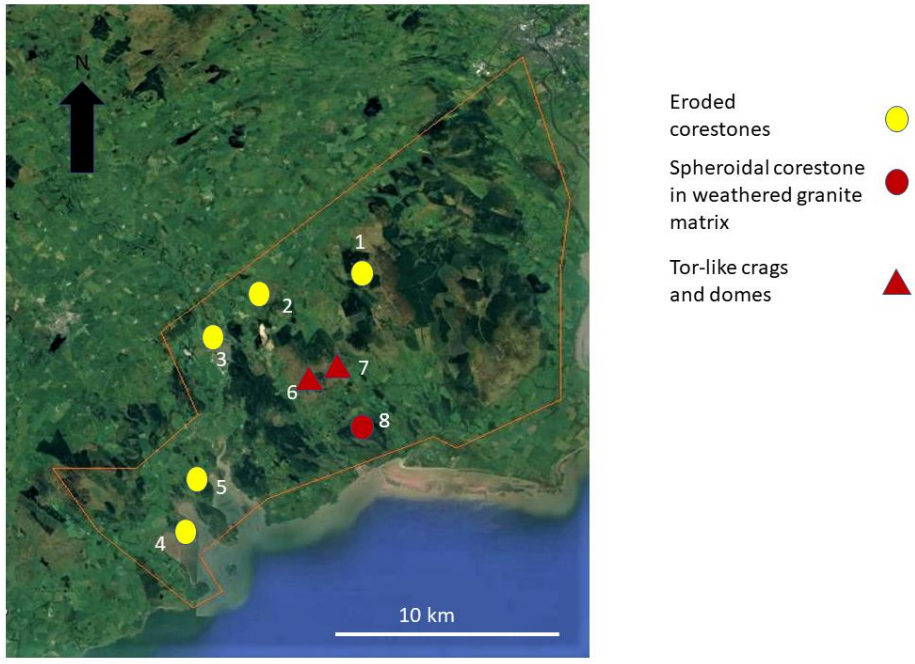 N
Eroded
corestones
Spheroidal corestone
in weathered granite
matrix
1
Tor-like crags
and domes
2
3
7
6
8
5
4
10 km